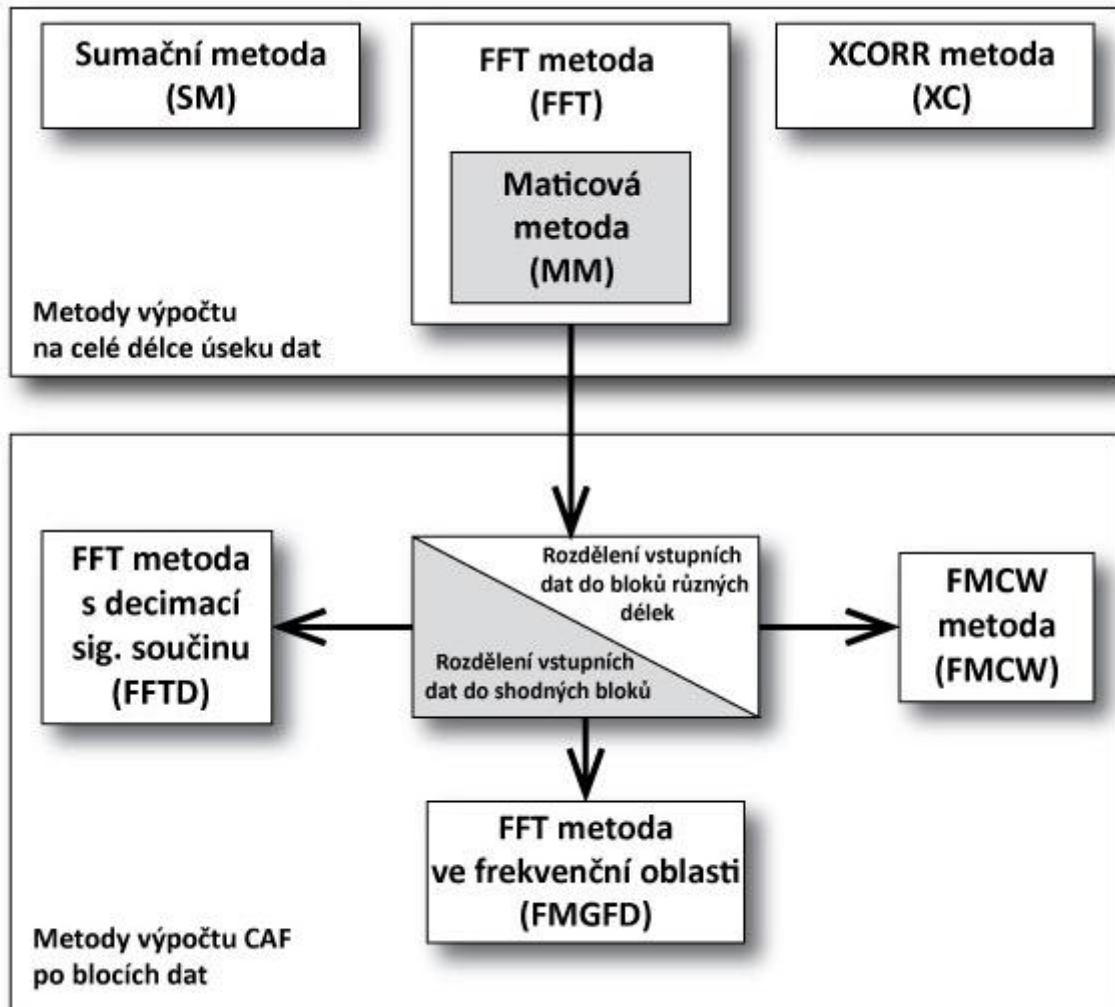 Sumační metoda
(SM)
FFT metoda
(FFT)
XCORR metoda
(XC)
Maticová
metoda
(MM)
Metody výpočtu
na celé délce úseku dat
FFT metoda
s decimací
sig. součinu
(FFTD)
Rozdělení vstupních
dat do bloků různých
délek
Rozdělení vstupních
dat do shodných bloků
FMCW
metoda
(FMCW)
FFT metoda
ve frekvenční oblasti
(FMGFD)
Metody výpočtu CAF
po blocích dat